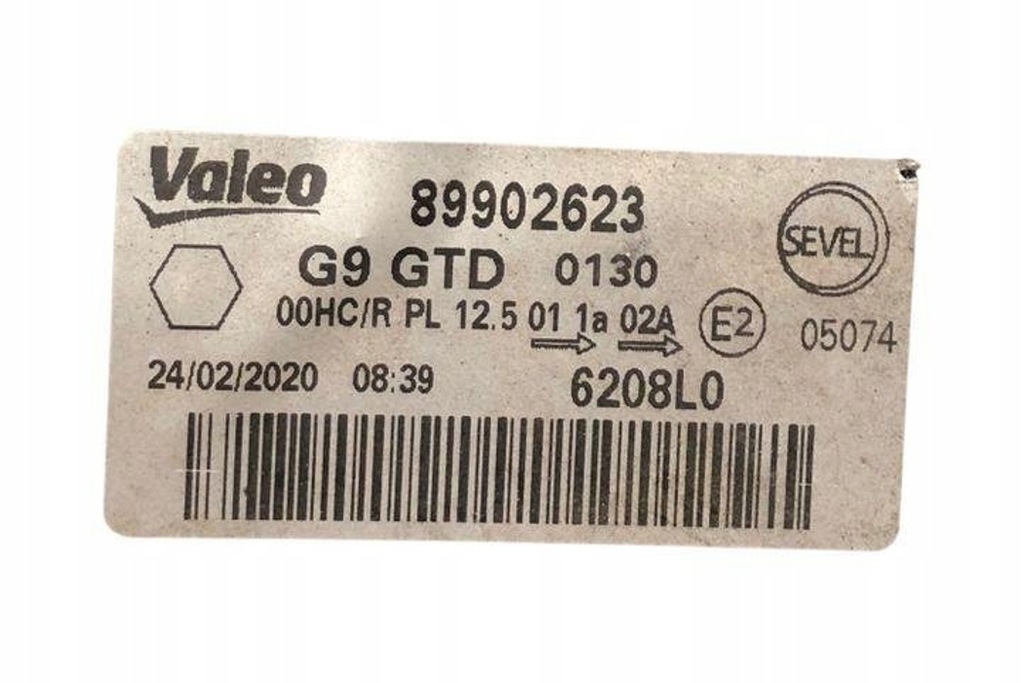 Valeo
89902623
SEVEL
G9 GTD 0130
00HC/R PL 12.5 01 1a 02A
E2
05074
24/02/2020 08:39
6208L0